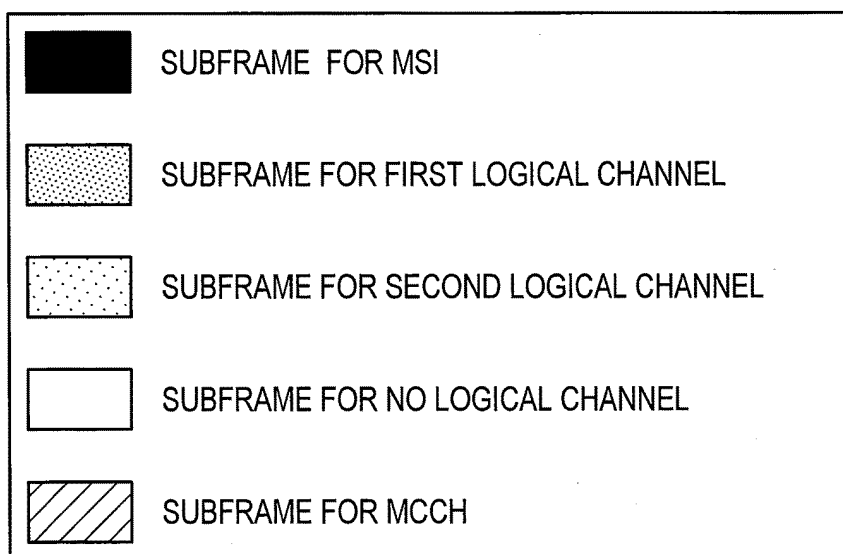 SUBFRAME FOR MSI
SUBFRAME FOR FIRST LOGICAL CHANNEL
SUBFRAME FOR SECOND LOGICAL CHANNEL
SUBFRAME FOR NO LOGICAL CHANNEL
SUBFRAME FOR MCCH